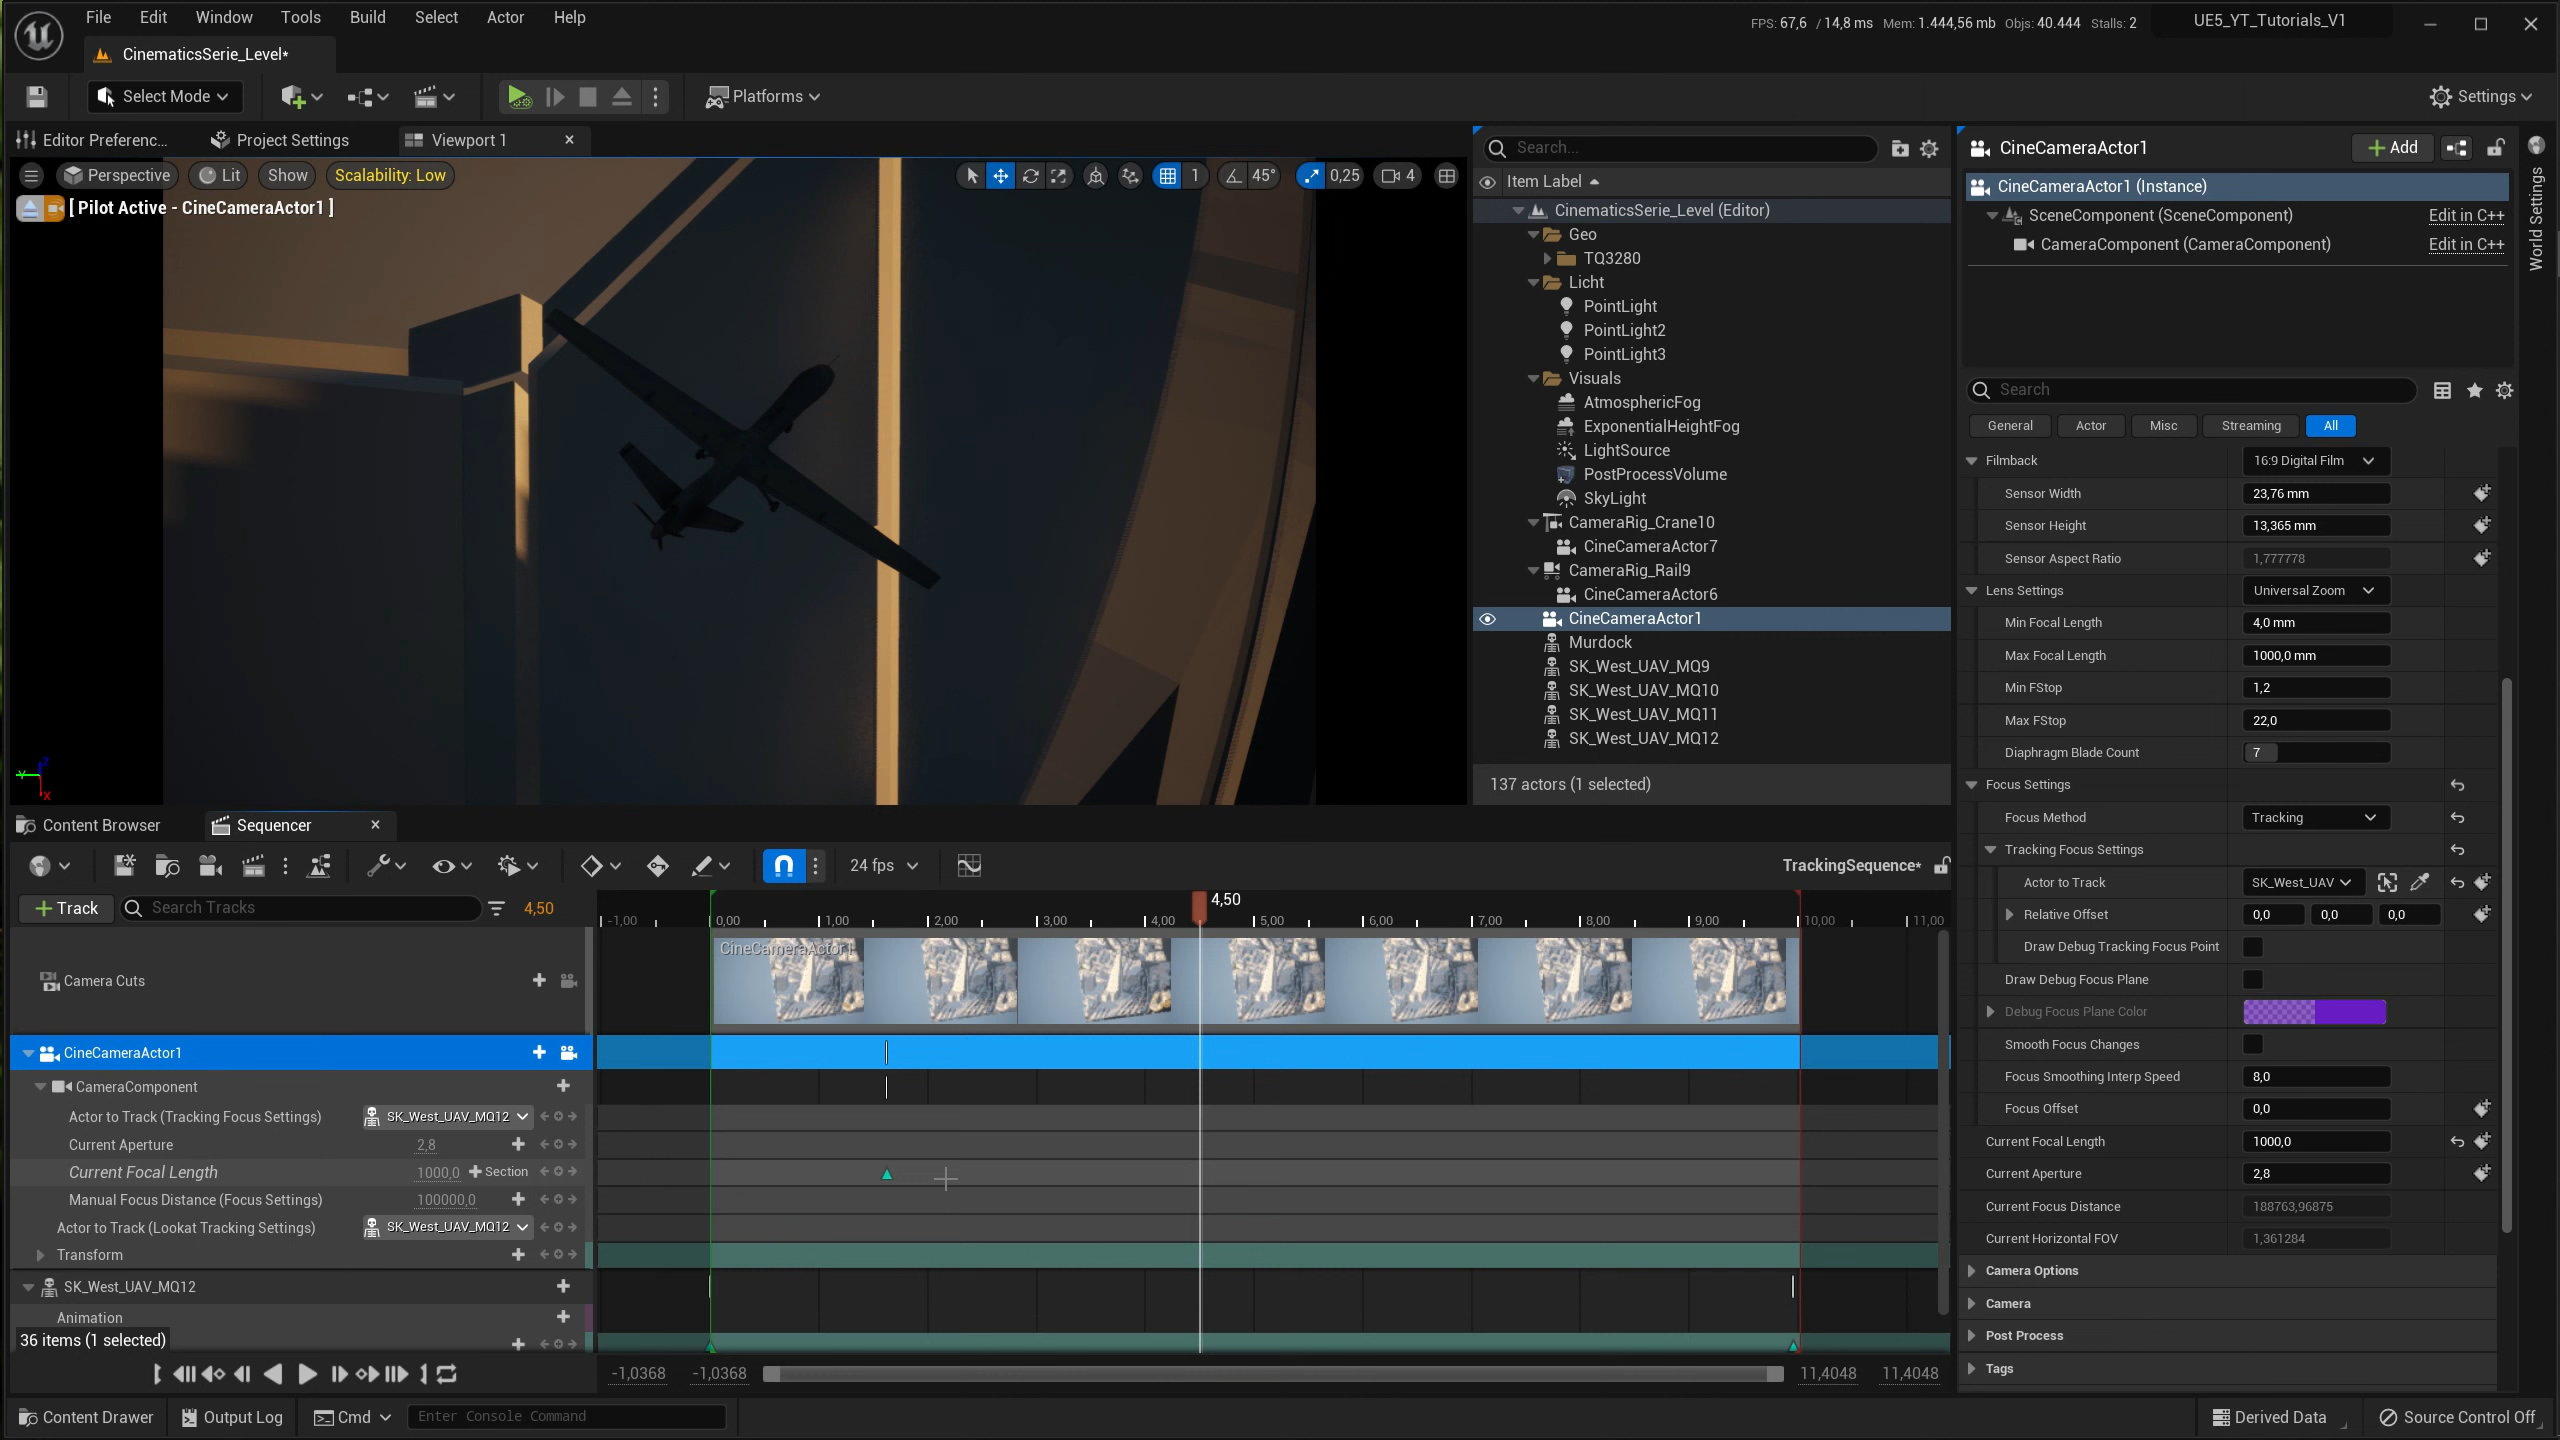 File Edit Window Tools Build Select Actor Help
FPS: 67,6 / 14,8 ms Mem: 1.444,56 mb Objs: 40.444 Stalls: 2
UE5_YT_Tutorials_V1
CinematicsSerie_Level*
Select Mode
Platforms
Settings
Editor Preferenc...
Project Settings
Viewport 1
Perspective
Lit
Show
Scalability: Low
1
45°
0,25
4
[ Pilot Active - CineCameraActor1 ]
Search...
Item Label
CinematicsSerie_Level (Editor)
Geo
TQ3280
Licht
PointLight
PointLight2
PointLight3
Visuals
AtmosphericFog
ExponentialHeightFog
LightSource
PostProcessVolume
SkyLight
CameraRig_Crane10
CineCameraActor7
CameraRig_Rail9
CineCameraActor6
CineCameraActor1
Murdock
SK_West_UAV_MQ9
SK_West_UAV_MQ10
SK_West_UAV_MQ11
SK_West_UAV_MQ12
137 actors (1 selected)
CineCameraActor1
Add
CineCameraActor1 (Instance)
SceneComponent (SceneComponent) Edit in C++
CameraComponent (CameraComponent) Edit in C++
World Settings
Search
General Actor Misc Streaming All
Filmback 16:9 Digital Film
Sensor Width 23,76 mm
Sensor Height 13,365 mm
Sensor Aspect Ratio 1,777778
Lens Settings Universal Zoom
Min Focal Length 4,0 mm
Max Focal Length 1000,0 mm
Min FStop 1,2
Max FStop 22,0
Diaphragm Blade Count 7
Focus Settings
Focus Method Tracking
Tracking Focus Settings
Actor to Track SK_West_UAV
Relative Offset 0,0 0,0 0,0
Draw Debug Tracking Focus Point
Draw Debug Focus Plane
Debug Focus Plane Color
Smooth Focus Changes
Focus Smoothing Interp Speed 8,0
Focus Offset 0,0
Current Focal Length 1000,0
Current Aperture 2,8
Current Focus Distance 188763,96875
Current Horizontal FOV 1,361284
Camera Options
Camera
Post Process
Tags
Content Browser
Sequencer
24 fps
TrackingSequence*
Track
Search Tracks
4,50
4,50
-1,00 0,00 1,00 2,00 3,00 4,00 5,00 6,00 7,00 8,00 9,00 10,00 11,00
Camera Cuts
CineCameraActor1
CineCameraActor1
CameraComponent
Actor to Track (Tracking Focus Settings) SK_West_UAV_MQ12
Current Aperture 2,8
Current Focal Length 1000,0 Section
Manual Focus Distance (Focus Settings) 100000,0
Actor to Track (Lookat Tracking Settings) SK_West_UAV_MQ12
Transform
SK_West_UAV_MQ12
Animation
36 items (1 selected)
-1,0368 -1,0368 11,4048 11,4048
Content Drawer
Output Log
Cmd
Enter Console Command
Derived Data
Source Control Off